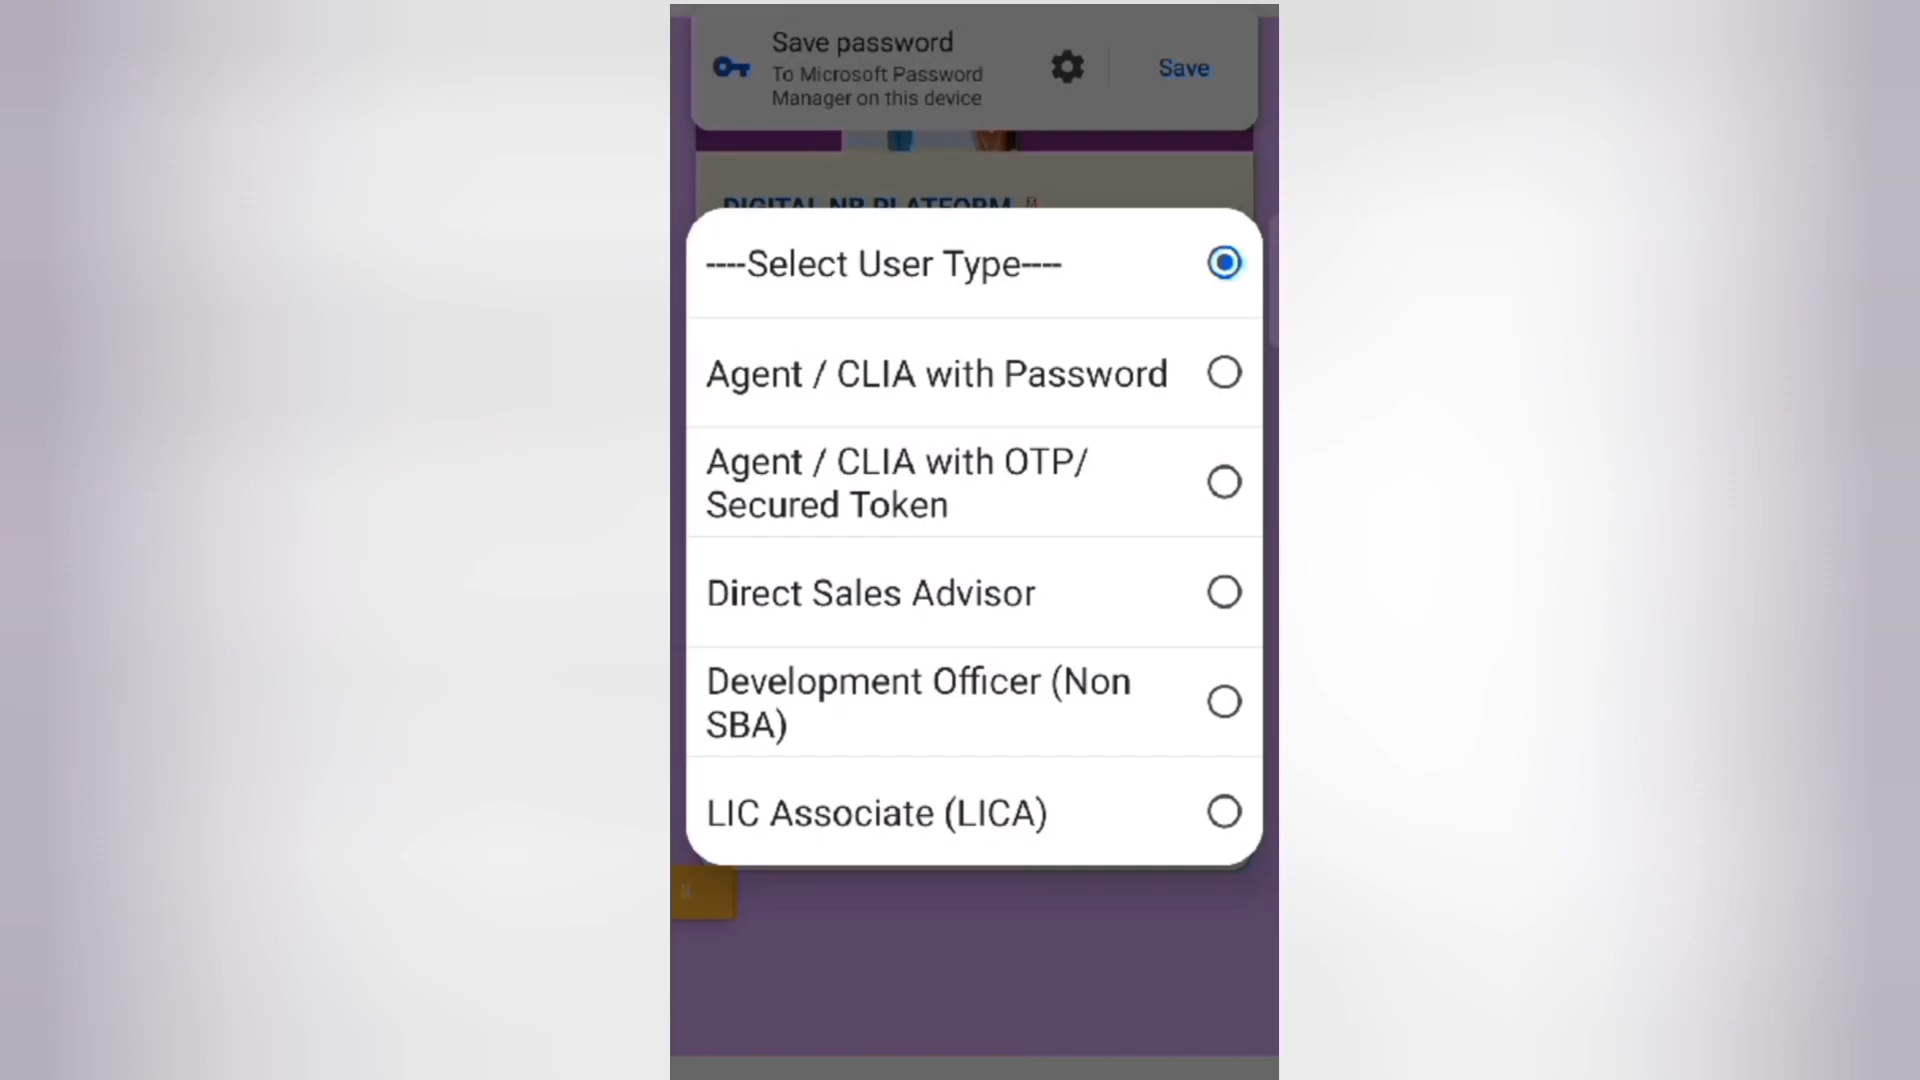 Save password
To Microsoft Password
Manager on this device
Save
DIGITAL NB PLATFORM
----Select User Type----
Agent / CLIA with Password
Agent / CLIA with OTP/
Secured Token
Direct Sales Advisor
Development Officer (Non
SBA)
LIC Associate (LICA)